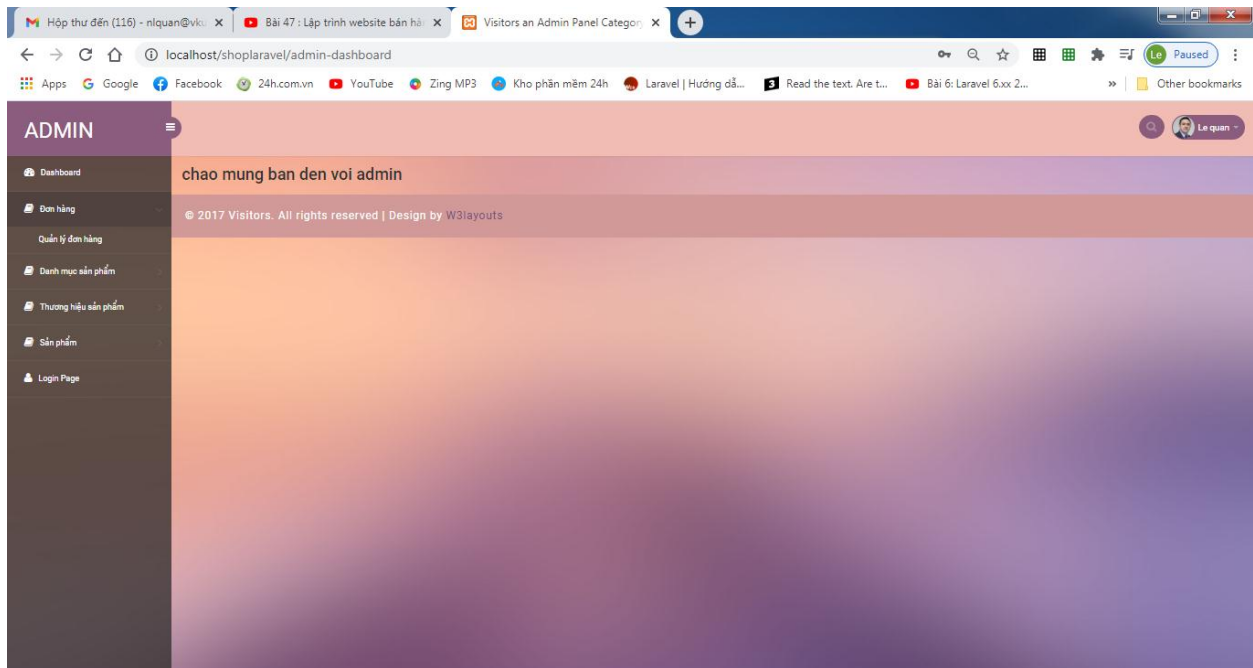 Hộp thư đến (116) - nlquan@vku
Bài 47 : Lập trình website bán hà
Visitors an Admin Panel Categor
localhost/shoplaravel/admin-dashboard
Le Paused
Apps Google Facebook 24h.com.vn YouTube Zing MP3 Kho phần mềm 24h Laravel | Hướng dẫ... Read the text. Are t... Bài 6: Laravel 6.xx 2... » Other bookmarks
ADMIN
Le quan
Dashboard
chao mung ban den voi admin
Đơn hàng
© 2017 Visitors. All rights reserved | Design by W3layouts
Quản lý đơn hàng
Danh mục sản phẩm
Thương hiệu sản phẩm
Sản phẩm
Login Page